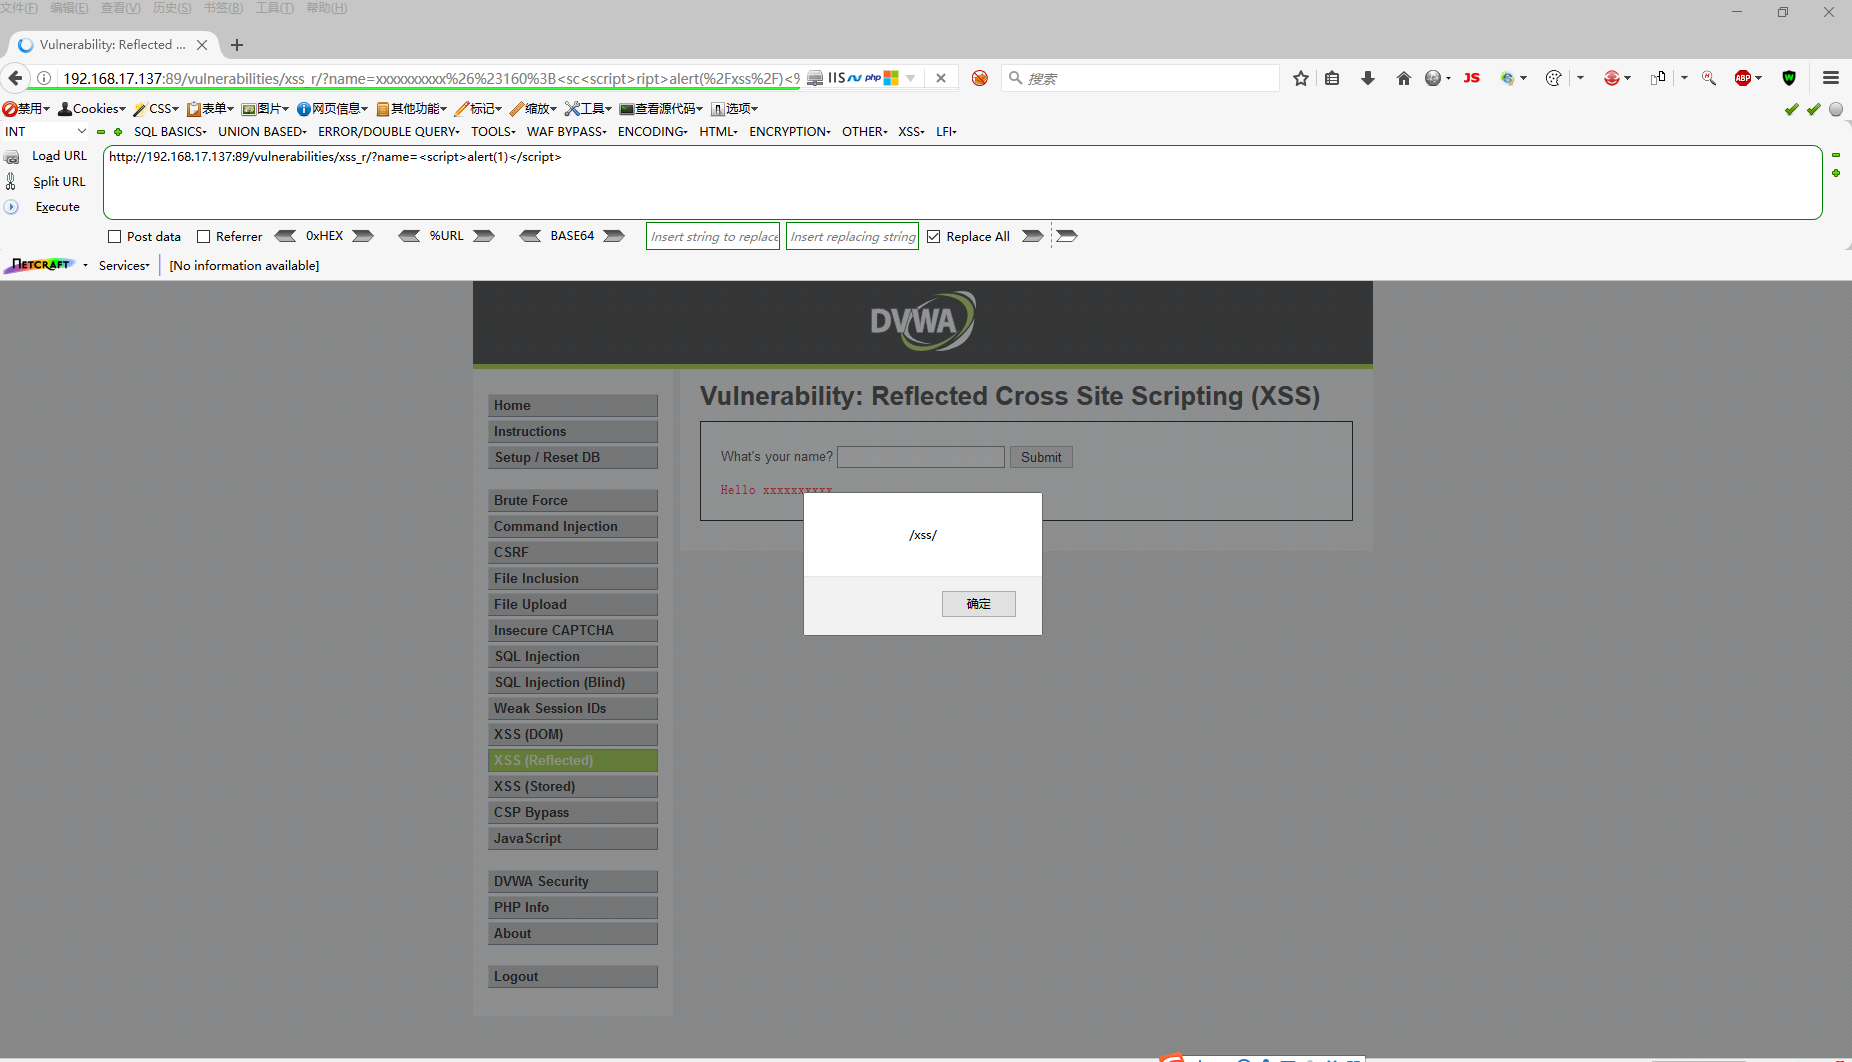 文件(F) 编辑(E) 查看(V) 历史(S) 书签(B) 工具(T) 帮助(H)
Vulnerability: Reflected ...
192.168.17.137:89/vulnerabilities/xss_r/?name=xxxxxxxxxx%26%23160%3B<sc<script>ript>alert(%2Fxss%2F)<% IIS php 搜索 JS ABP W
禁用 Cookies CSS 表单 图片 网页信息 其他功能 标记 缩放 工具 查看源代码 选项
INT SQL BASICS UNION BASED ERROR/DOUBLE QUERY TOOLS WAF BYPASS ENCODING HTML ENCRYPTION OTHER XSS LFI
Load URL http://192.168.17.137:89/vulnerabilities/xss_r/?name=<script>alert(1)</script>
Split URL
Execute
Post data Referrer 0xHEX %URL BASE64 Insert string to replace Insert replacing string Replace All
NETCRAFT Services [No information available]
DVWA
Vulnerability: Reflected Cross Site Scripting (XSS)
What's your name? Submit
Hello xxxxxxxxxx
/xss/
确定
Home
Instructions
Setup / Reset DB
Brute Force
Command Injection
CSRF
File Inclusion
File Upload
Insecure CAPTCHA
SQL Injection
SQL Injection (Blind)
Weak Session IDs
XSS (DOM)
XSS (Reflected)
XSS (Stored)
CSP Bypass
JavaScript
DVWA Security
PHP Info
About
Logout